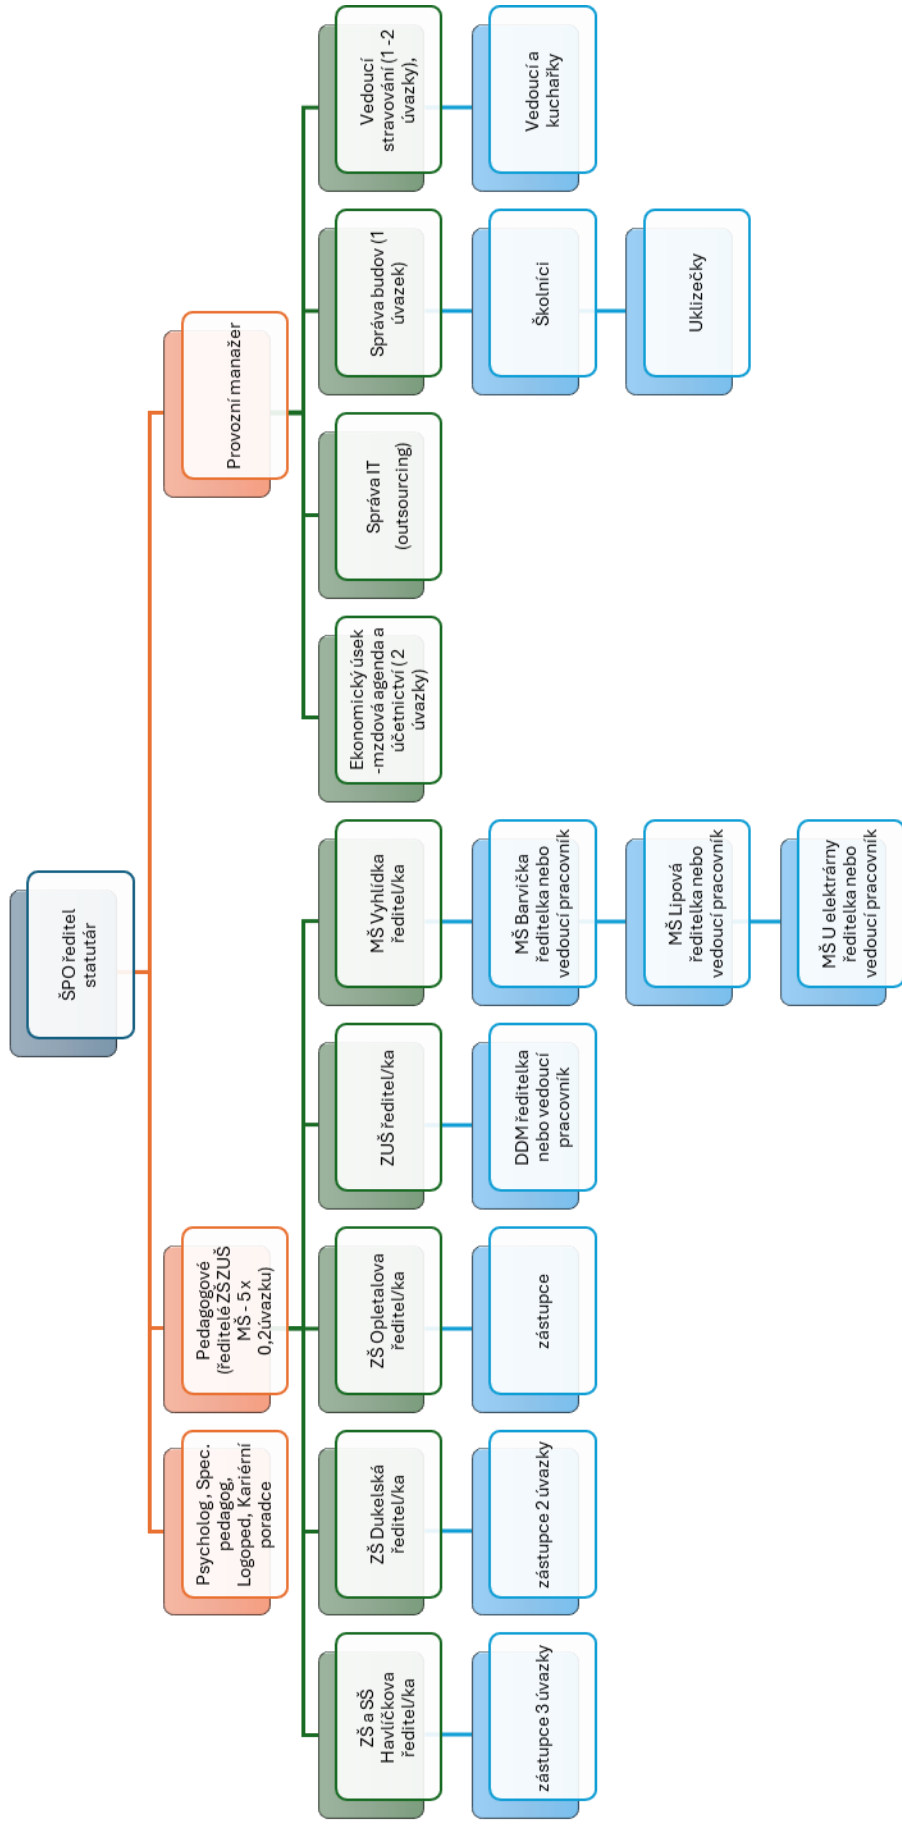 ŠPO ředitel
statutár
Psycholog, Spec.
pedagog,
Logoped, Kariérní
poradce
Pedagogové
(ředitelé ZŠ ZUŠ
MŠ - 5 x
0,2úvazku)
Provozní manažer
ZŠ a SŠ
Havlíčkova
ředitel/ka
ZŠ Dukelská
ředitel/ka
ZŠ Opletalova
ředitel/ka
ZUŠ ředitel/ka
MŠ Vyhlídka
ředitel/ka
Ekonomický úsek
-mzdová agenda a
účetnictví ( 2
úvazky)
Správa IT
(outsourcing)
Správa budov (1
úvazek)
Vedoucí
stravování (1 -2
úvazky),
zástupce 3 úvazky
zástupce 2 úvazky
zástupce
DDM ředitelka
nebo vedoucí
pracovník
MŠ Barvička
ředitelka nebo
vedoucí pracovník
Školníci
Vedoucí a
kuchařky
MŠ Lipová
ředitelka nebo
vedoucí pracovník
Uklizečky
MŠ U elektrárny
ředitelka nebo
vedoucí pracovník